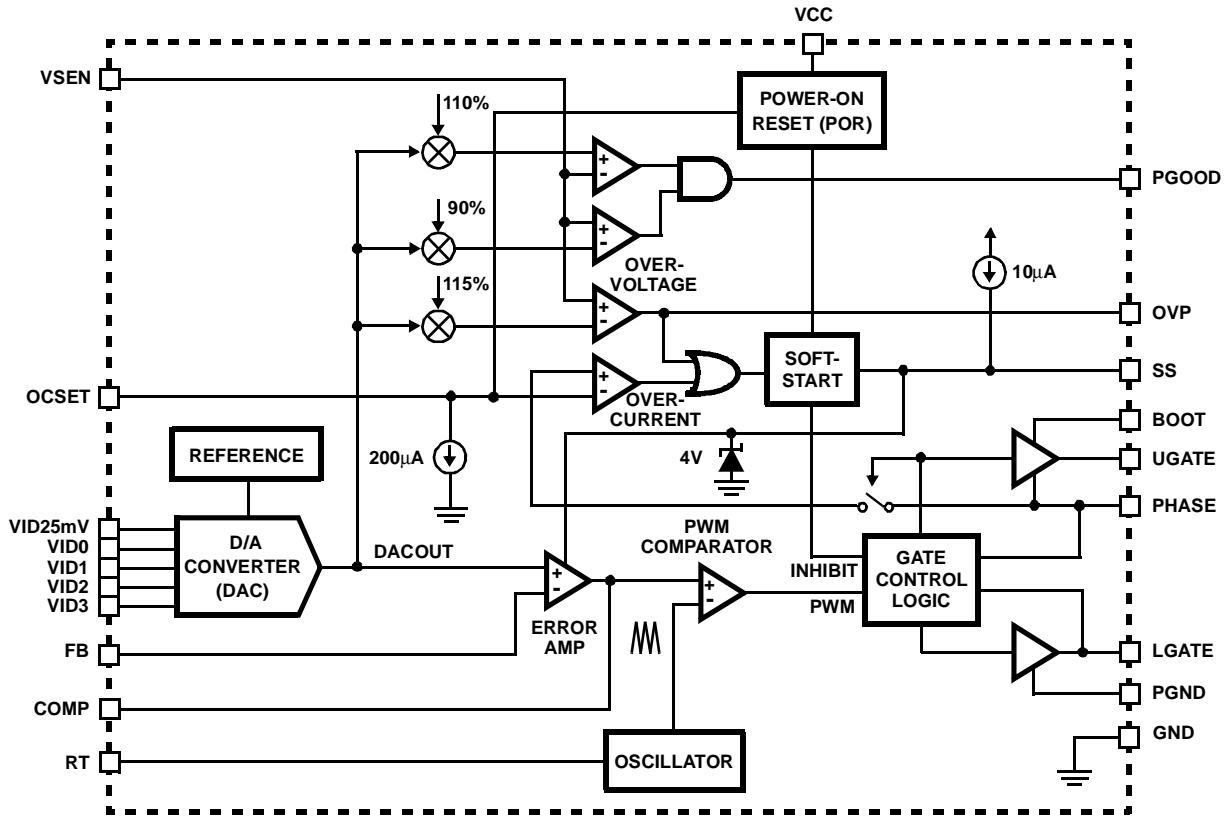 VCC
VSEN
110%
POWER-ON
RESET (POR)
+
-
PGOOD
90%
+
-
10μA
OVER-
VOLTAGE
115%
+
-
OVP
SOFT-
START
SS
OCSET
+
-
OVER-
CURRENT
BOOT
REFERENCE
200μA
4V
UGATE
PHASE
VID25mV
VID0
VID1
VID2
VID3
D/A
CONVERTER
(DAC)
DACOUT
PWM
COMPARATOR
+
-
+
-
INHIBIT
PWM
GATE
CONTROL
LOGIC
ERROR
AMP
FB
LGATE
COMP
PGND
RT
OSCILLATOR
GND